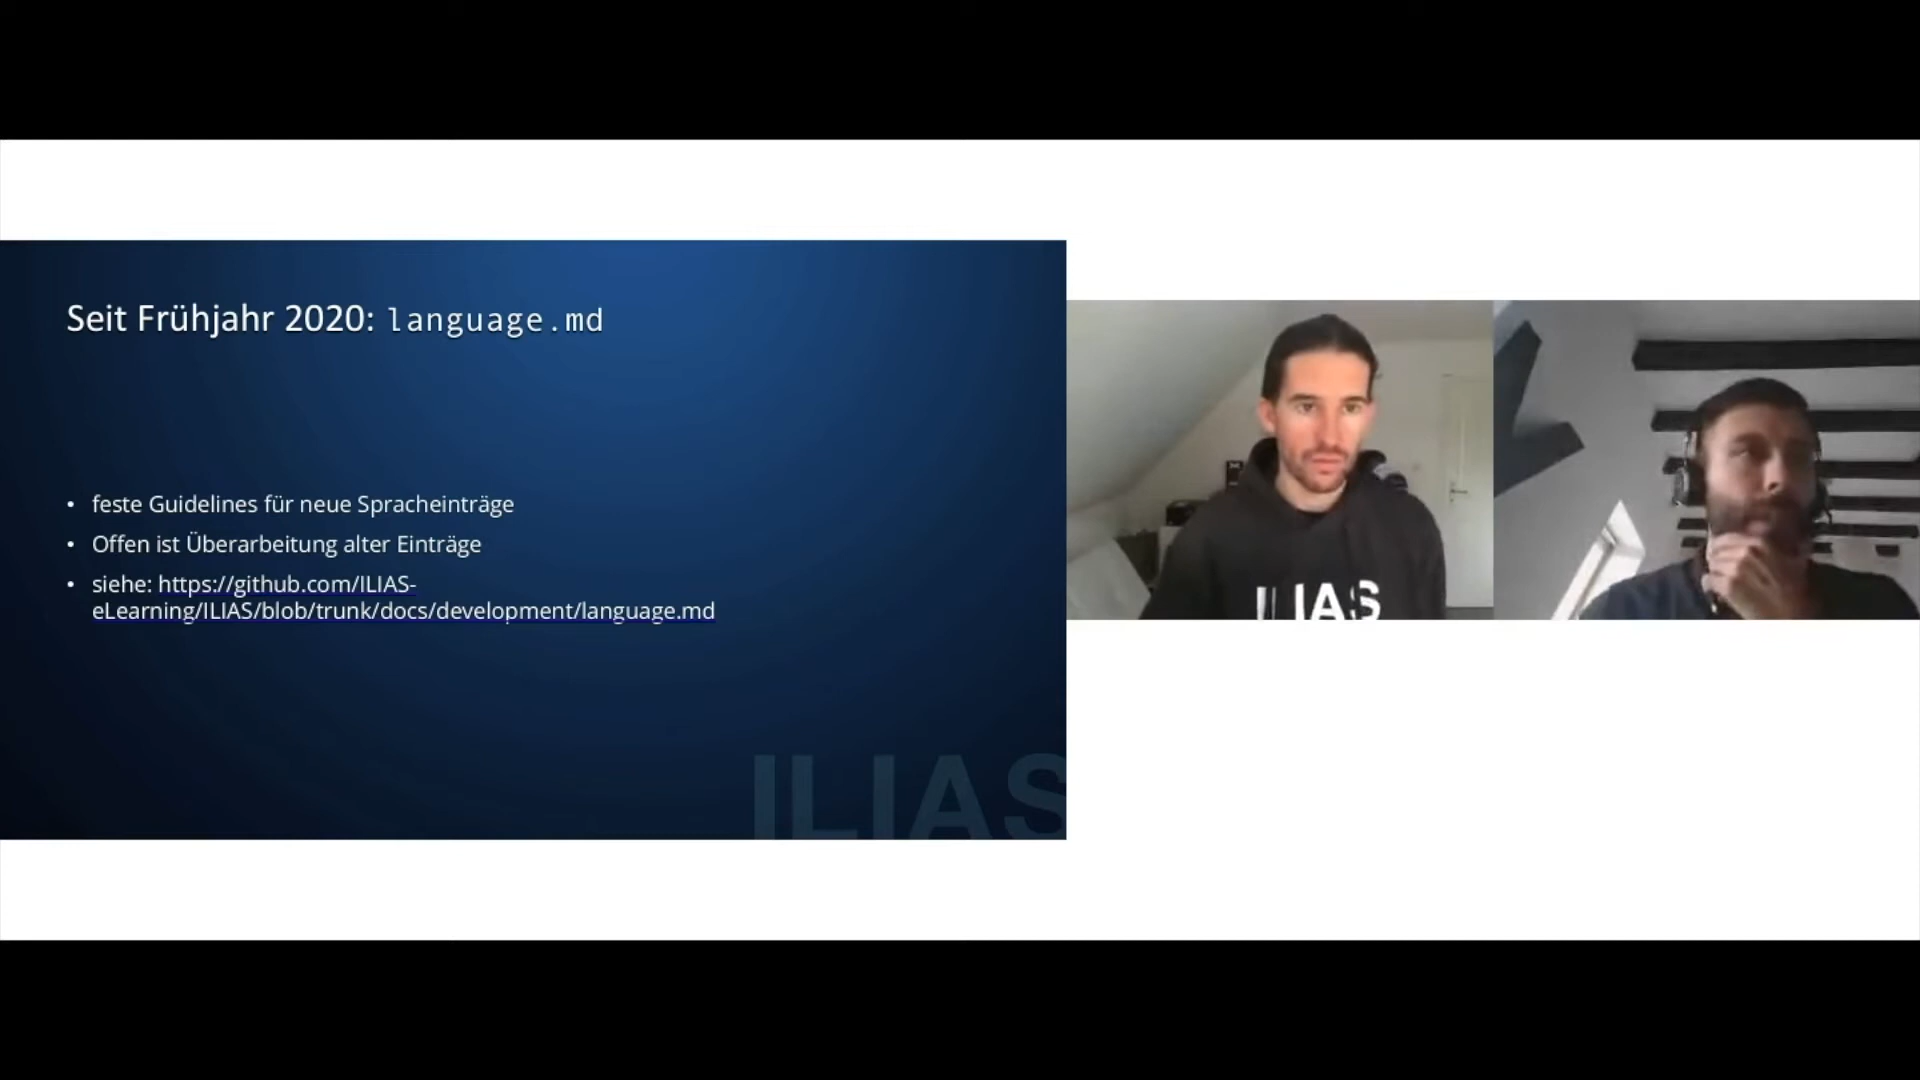 Seit Frühjahr 2020: language.md
• feste Guidelines für neue Spracheinträge
• Offen ist Überarbeitung alter Einträge
• siehe: https://github.com/ILIAS-
eLearning/ILIAS/blob/trunk/docs/development/language.md
ILIAS
ILIAS